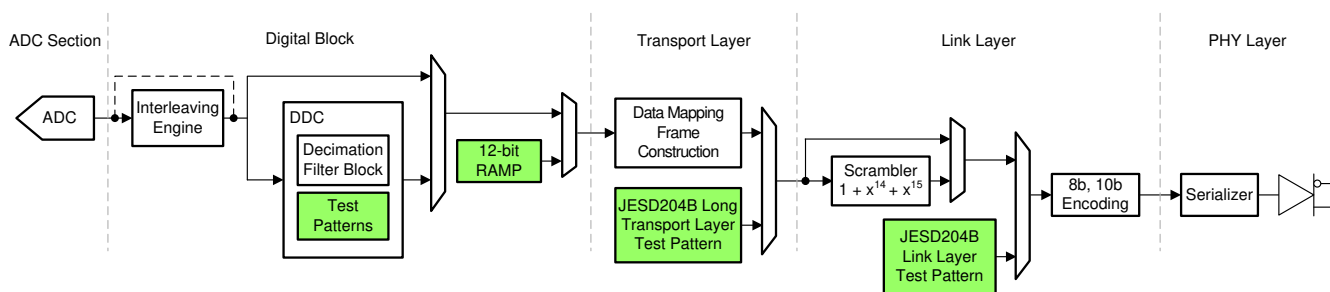 ADC Section
Digital Block
Transport Layer
Link Layer
PHY Layer
ADC
Interleaving
Engine
DDC
Decimation
Filter Block
Test
Patterns
12-bit
RAMP
Data Mapping
Frame
Construction
JESD204B Long
Transport Layer
Test Pattern
Scrambler
1 + x¹⁴ + x¹⁵
JESD204B
Link Layer
Test Pattern
8b, 10b
Encoding
Serializer